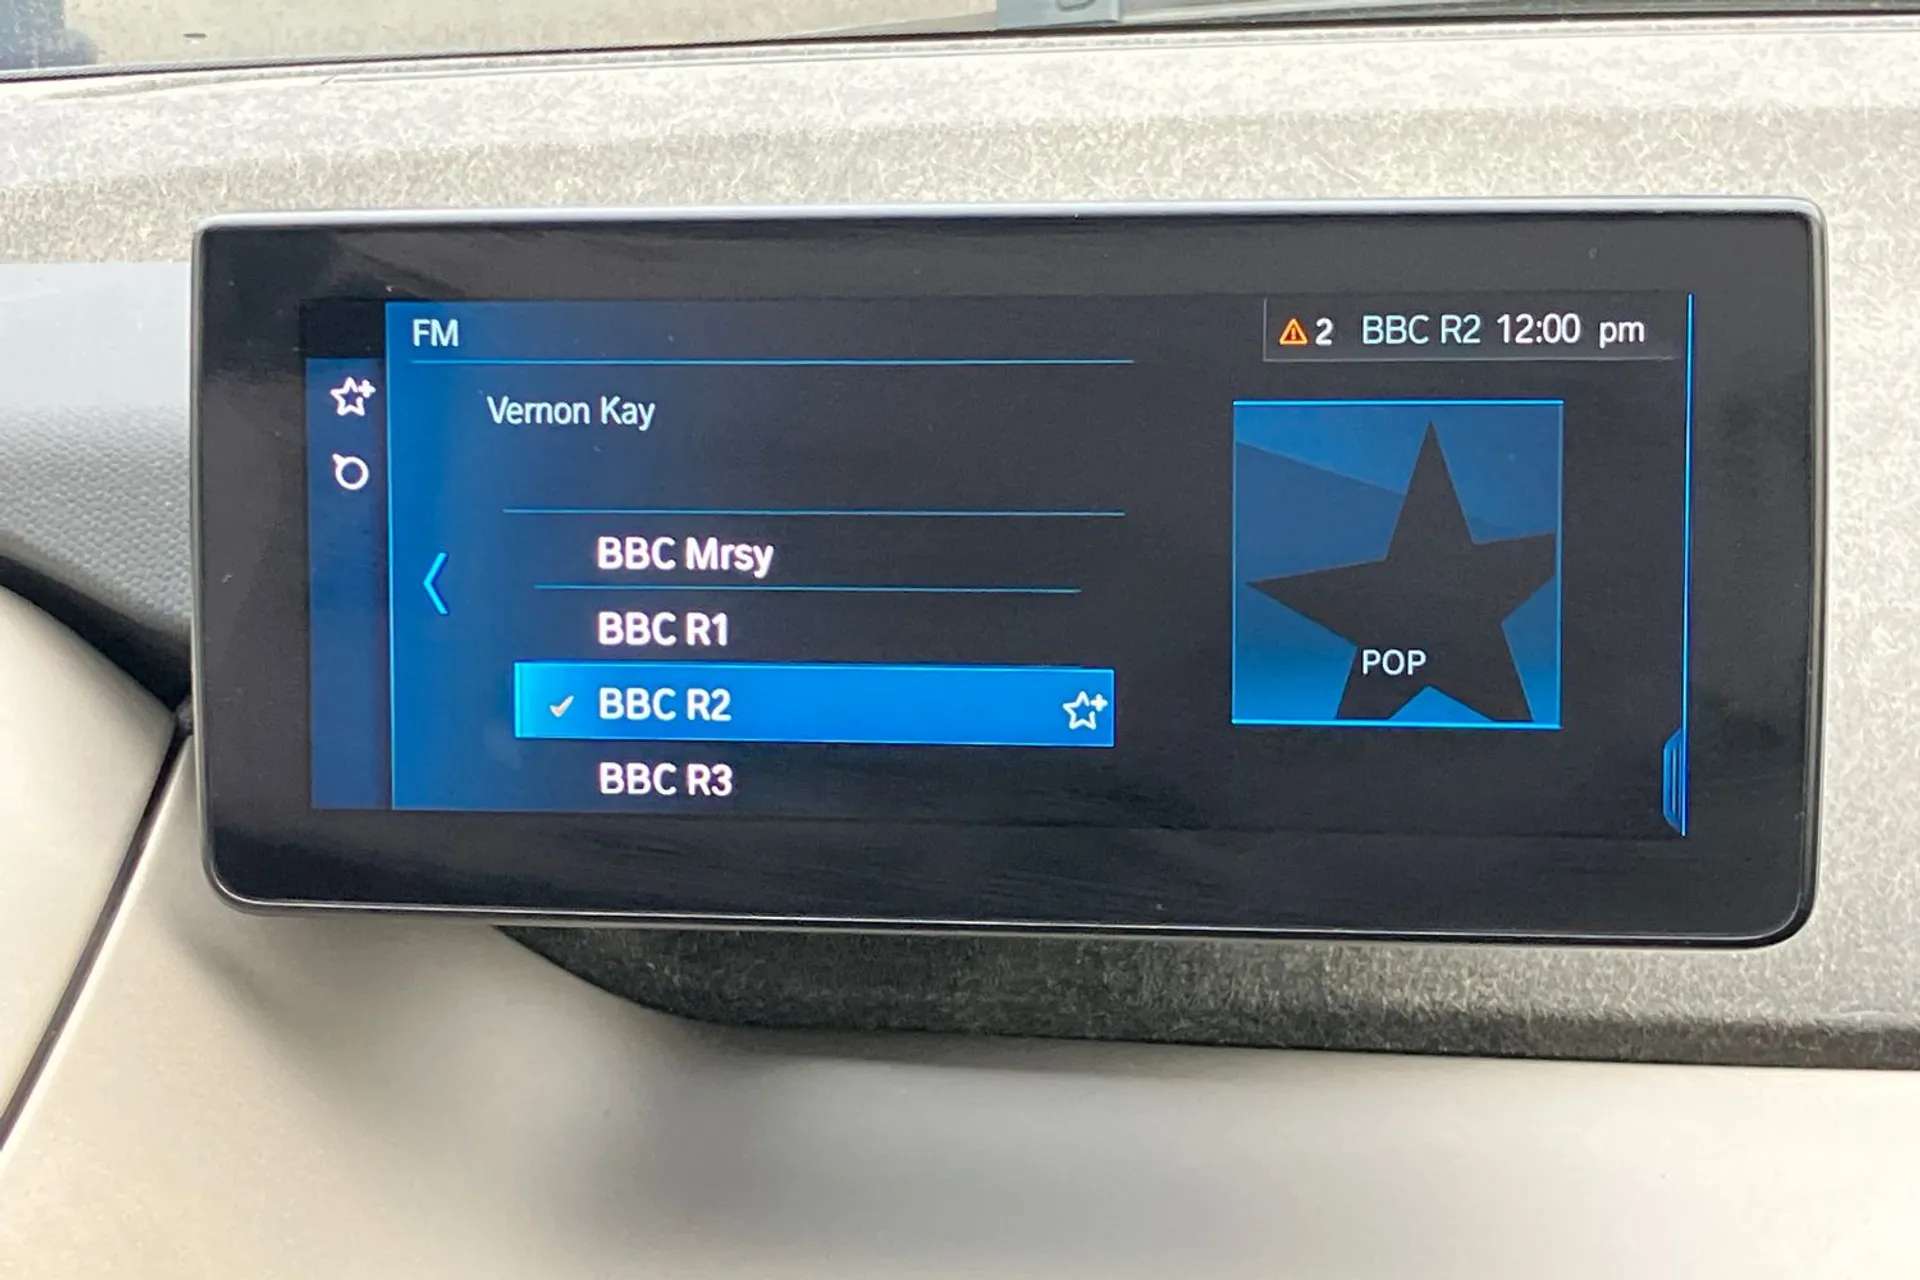 FM
2 BBC R2 12:00 pm
Vernon Kay
BBC Mrsy
BBC R1
BBC R2
BBC R3
POP